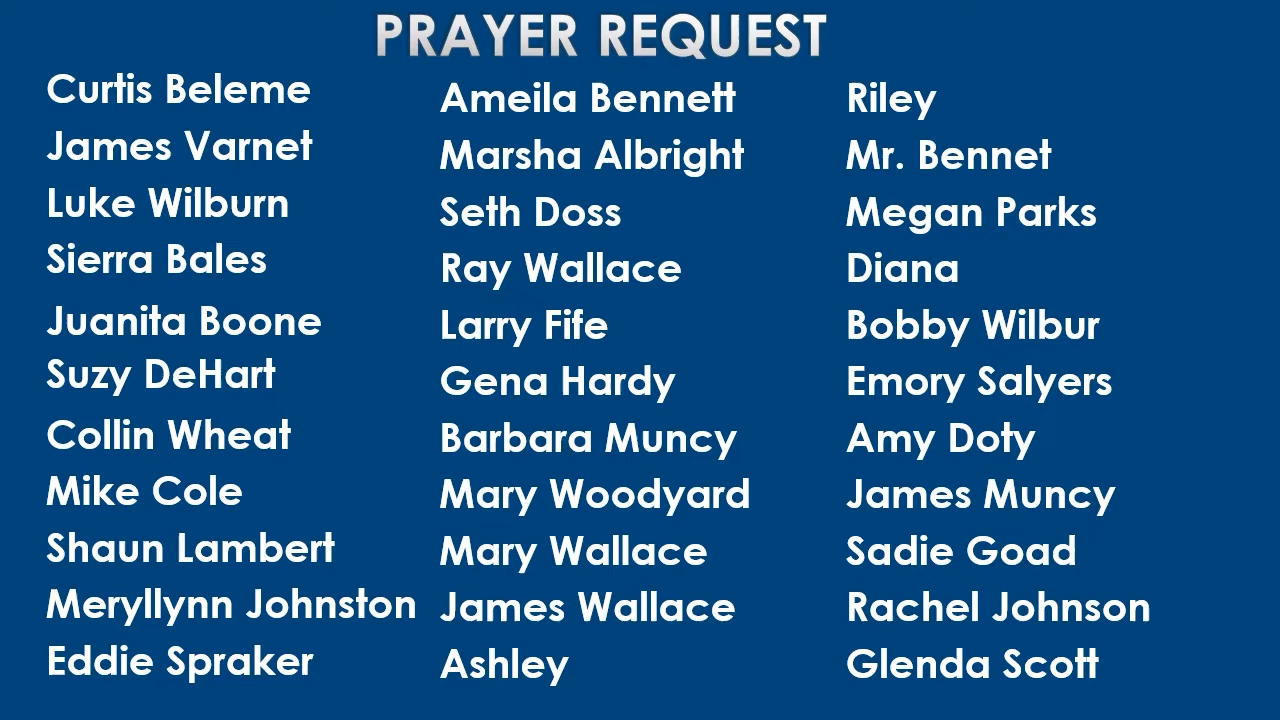 PRAYER REQUEST
Curtis Beleme
James Varnet
Luke Wilburn
Sierra Bales
Juanita Boone
Suzy DeHart
Collin Wheat
Mike Cole
Shaun Lambert
Meryllynn Johnston
Eddie Spraker
Ameila Bennett
Marsha Albright
Seth Doss
Ray Wallace
Larry Fife
Gena Hardy
Barbara Muncy
Mary Woodyard
Mary Wallace
James Wallace
Ashley
Riley
Mr. Bennet
Megan Parks
Diana
Bobby Wilbur
Emory Salyers
Amy Doty
James Muncy
Sadie Goad
Rachel Johnson
Glenda Scott